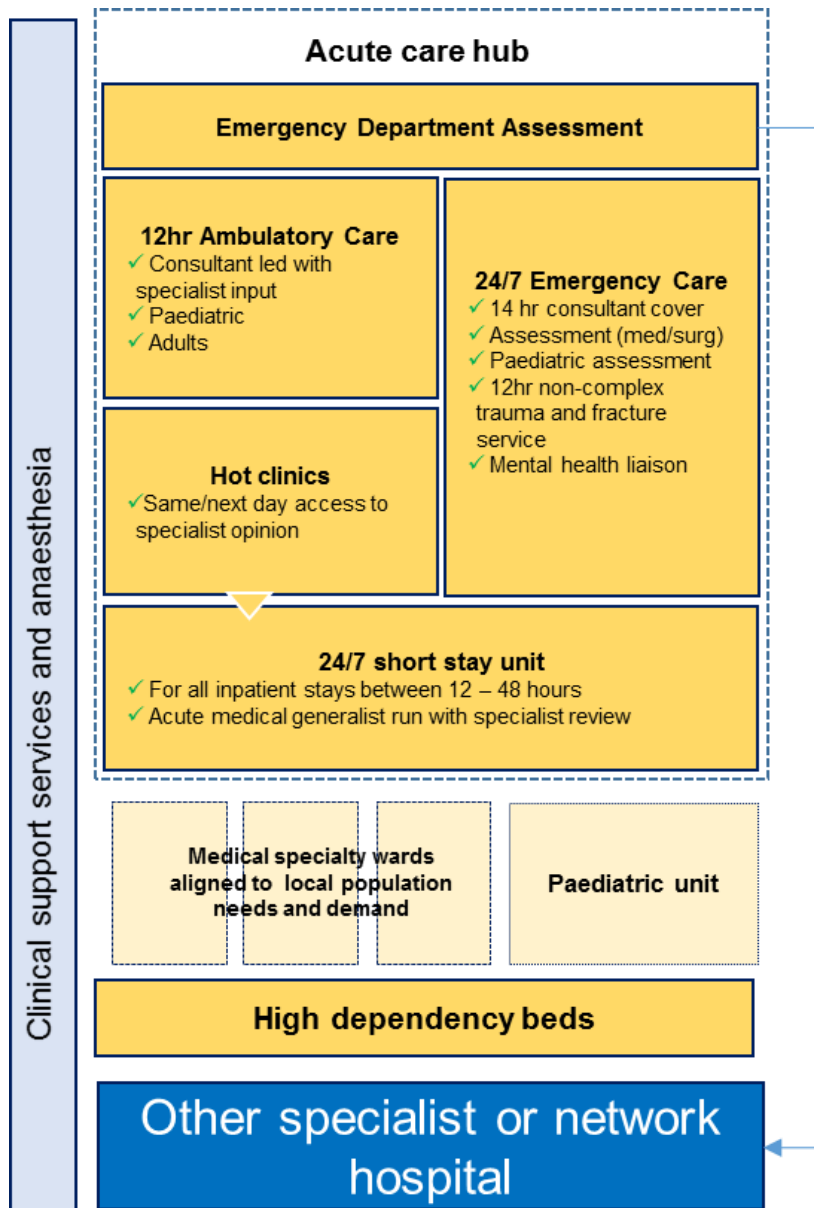 Acute care hub
Emergency Department Assessment
12hr Ambulatory Care
✓ Consultant led with
specialist input
✓ Paediatric
✓ Adults
24/7 Emergency Care
✓ 14 hr consultant cover
✓ Assessment (med/surg)
✓ Paediatric assessment
✓ 12hr non-complex
trauma and fracture
service
✓ Mental health liaison
Hot clinics
✓Same/next day access to
specialist opinion
24/7 short stay unit
✓ For all inpatient stays between 12 – 48 hours
✓ Acute medical generalist run with specialist review
Medical specialty wards
aligned to local population
needs and demand
Paediatric unit
High dependency beds
Other specialist or network
hospital
Clinical support services and anaesthesia